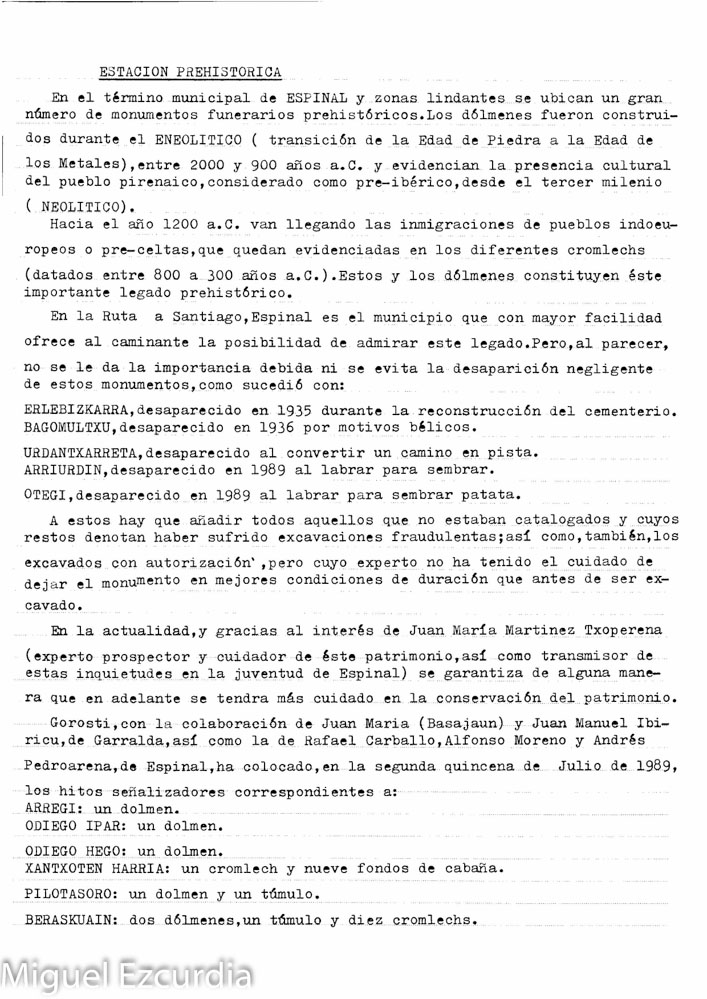 ESTACION PREHISTORICA
En el término municipal de ESPINAL y zonas lindantes se ubican un gran
número de monumentos funerarios prehistóricos.Los dólmenes fueron construi-
dos durante el ENEOLITICO ( transición de la Edad de Piedra a la Edad de
los Metales),entre 2000 y 900 años a.C. y evidencian la presencia cultural
del pueblo pirenaico,considerado como pre-ibérico,desde el tercer milenio
( NEOLITICO).
Hacia el año 1200 a.C. van llegando las inmigraciones de pueblos indoeu-
ropeos o pre-celtas,que quedan evidenciadas en los diferentes cromlechs
(datados entre 800 a 300 años a.C.).Estos y los dólmenes constituyen éste
importante legado prehistórico.
En la Ruta a Santiago,Espinal es el municipio que con mayor facilidad
ofrece al caminante la posibilidad de admirar este legado.Pero,al parecer,
no se le da la importancia debida ni se evita la desaparición negligente
de estos monumentos,como sucedió con:
ERLEBIZKARRA,desaparecido en 1935 durante la reconstrucción del cementerio.
BAGOMULTXU,desaparecido en 1936 por motivos bélicos.
URDANTXARRETA,desaparecido al convertir un camino en pista.
ARRIURDIN,desaparecido en 1989 al labrar para sembrar.
OTEGI,desaparecido en 1989 al labrar para sembrar patata.
A estos hay que añadir todos aquellos que no estaban catalogados y cuyos
restos denotan haber sufrido excavaciones fraudulentas;así como,también,los
excavados con autorización',pero cuyo experto no ha tenido el cuidado de
dejar el monumento en mejores condiciones de duración que antes de ser ex-
cavado.
En la actualidad,y gracias al interés de Juan María Martinez Txoperena
(experto prospector y cuidador de éste patrimonio,así como transmisor de
estas inquietudes en la juventud de Espinal) se garantiza de alguna mane-
ra que en adelante se tendra más cuidado en la conservación del patrimonio.
Gorosti,con la colaboración de Juan Maria (Basajaun) y Juan Manuel Ibi-
ricu,de Garralda,así como la de Rafael Carballo,Alfonso Moreno y Andrés
Pedroarena,de Espinal,ha colocado,en la segunda quincena de Julio de 1989,
los hitos señalizadores correspondientes a:
ARREGI: un dolmen.
ODIEGO IPAR: un dolmen.
ODIEGO HEGO: un dolmen.
XANTXOTEN HARRIA: un cromlech y nueve fondos de cabaña.
PILOTASORO: un dolmen y un túmulo.
BERASKUAIN: dos dólmenes,un túmulo y diez cromlechs.
Miguel Ezcurdia